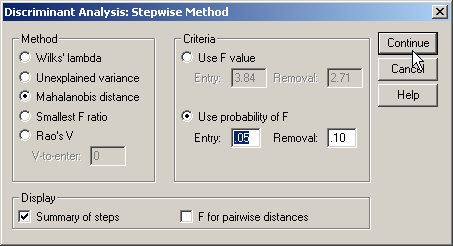 Discriminant Analysis: Stepwise Method
Method
Wilks' lambda
Unexplained variance
Mahalanobis distance
Smallest F ratio
Rao's V
V-to-enter: 0
Criteria
Use F value
Entry: 3.84 Removal: 2.71
Use probability of F
Entry: .05 Removal: .10
Continue
Cancel
Help
Display
Summary of steps
F for pairwise distances